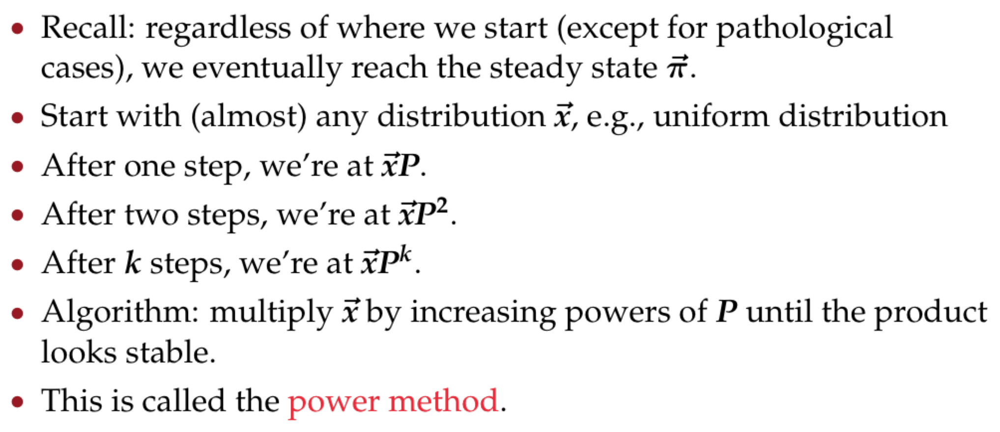 • Recall: regardless of where we start (except for pathological
cases), we eventually reach the steady state $\vec{\pi}$.
• Start with (almost) any distribution $\vec{x}$, e.g., uniform distribution
• After one step, we’re at $\vec{x}P$.
• After two steps, we’re at $\vec{x}P^2$.
• After $k$ steps, we’re at $\vec{x}P^k$.
• Algorithm: multiply $\vec{x}$ by increasing powers of $P$ until the product
looks stable.
• This is called the power method.